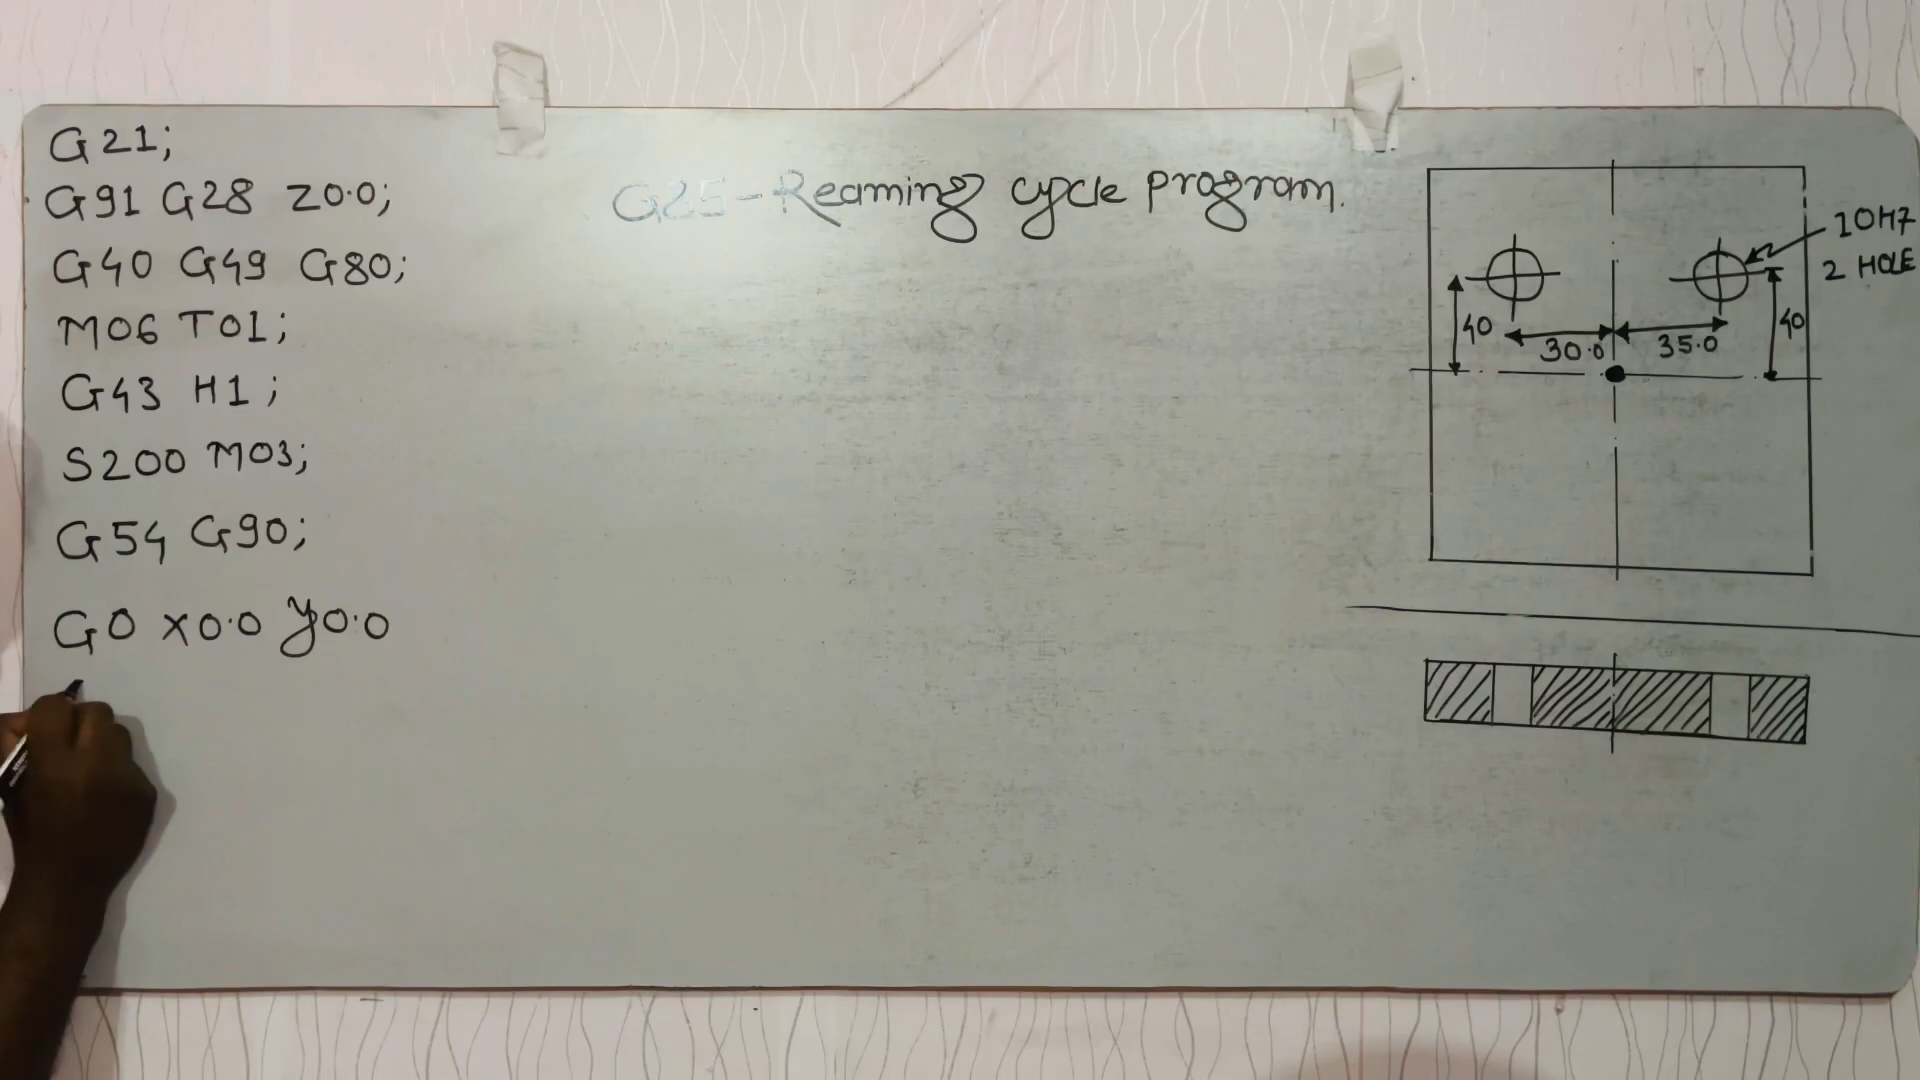 G21;
G91 G28 Z0.0;
G40 G49 G80;
M06 T01;
G43 H1;
S200 M03;
G54 G90;
G0 X0.0 Y0.0
G85-Reaming cycle program.
10H7
2 HOLE
40
30.0
35.0
40